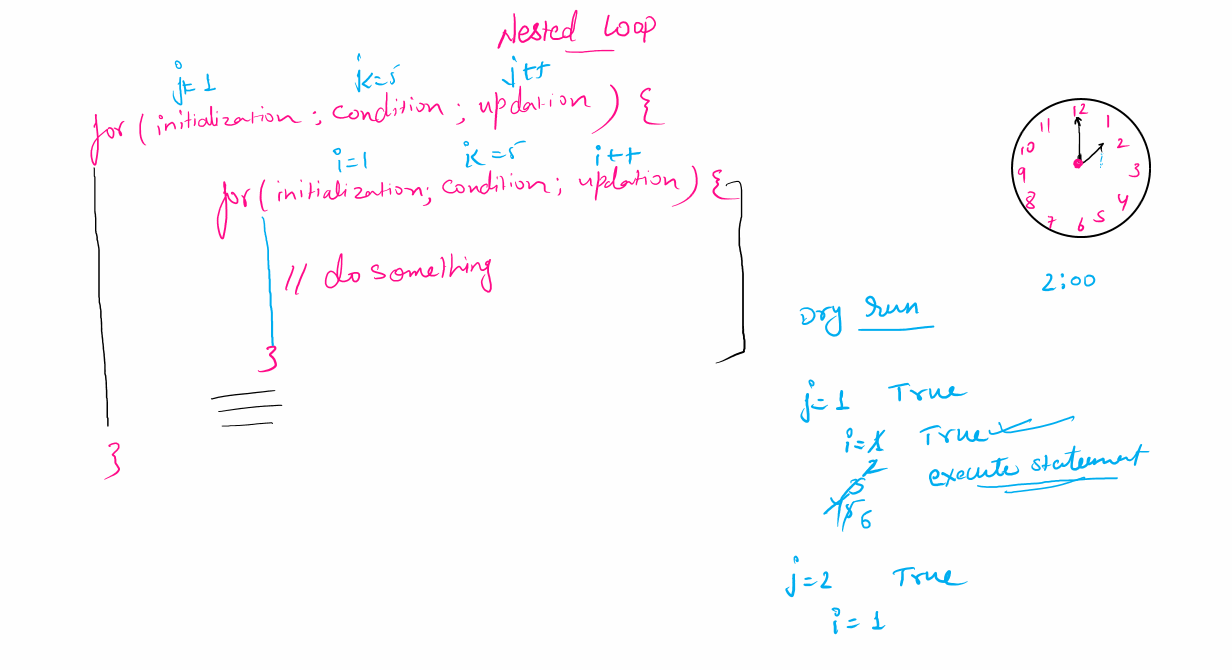 Nested Loop
j=1 j<=5 j++
for ( initialization ; condition ; updation ) {
i=1 i<=5 i++
for ( initialization; condition ; updation ) {
// do something
}
}
12
11 1
10 2
9 3
8 4
7 6 5
2:00
Dry run
j=1 True
i=1 True
2 execute statement
3
4 5 6
j=2 True
i=1